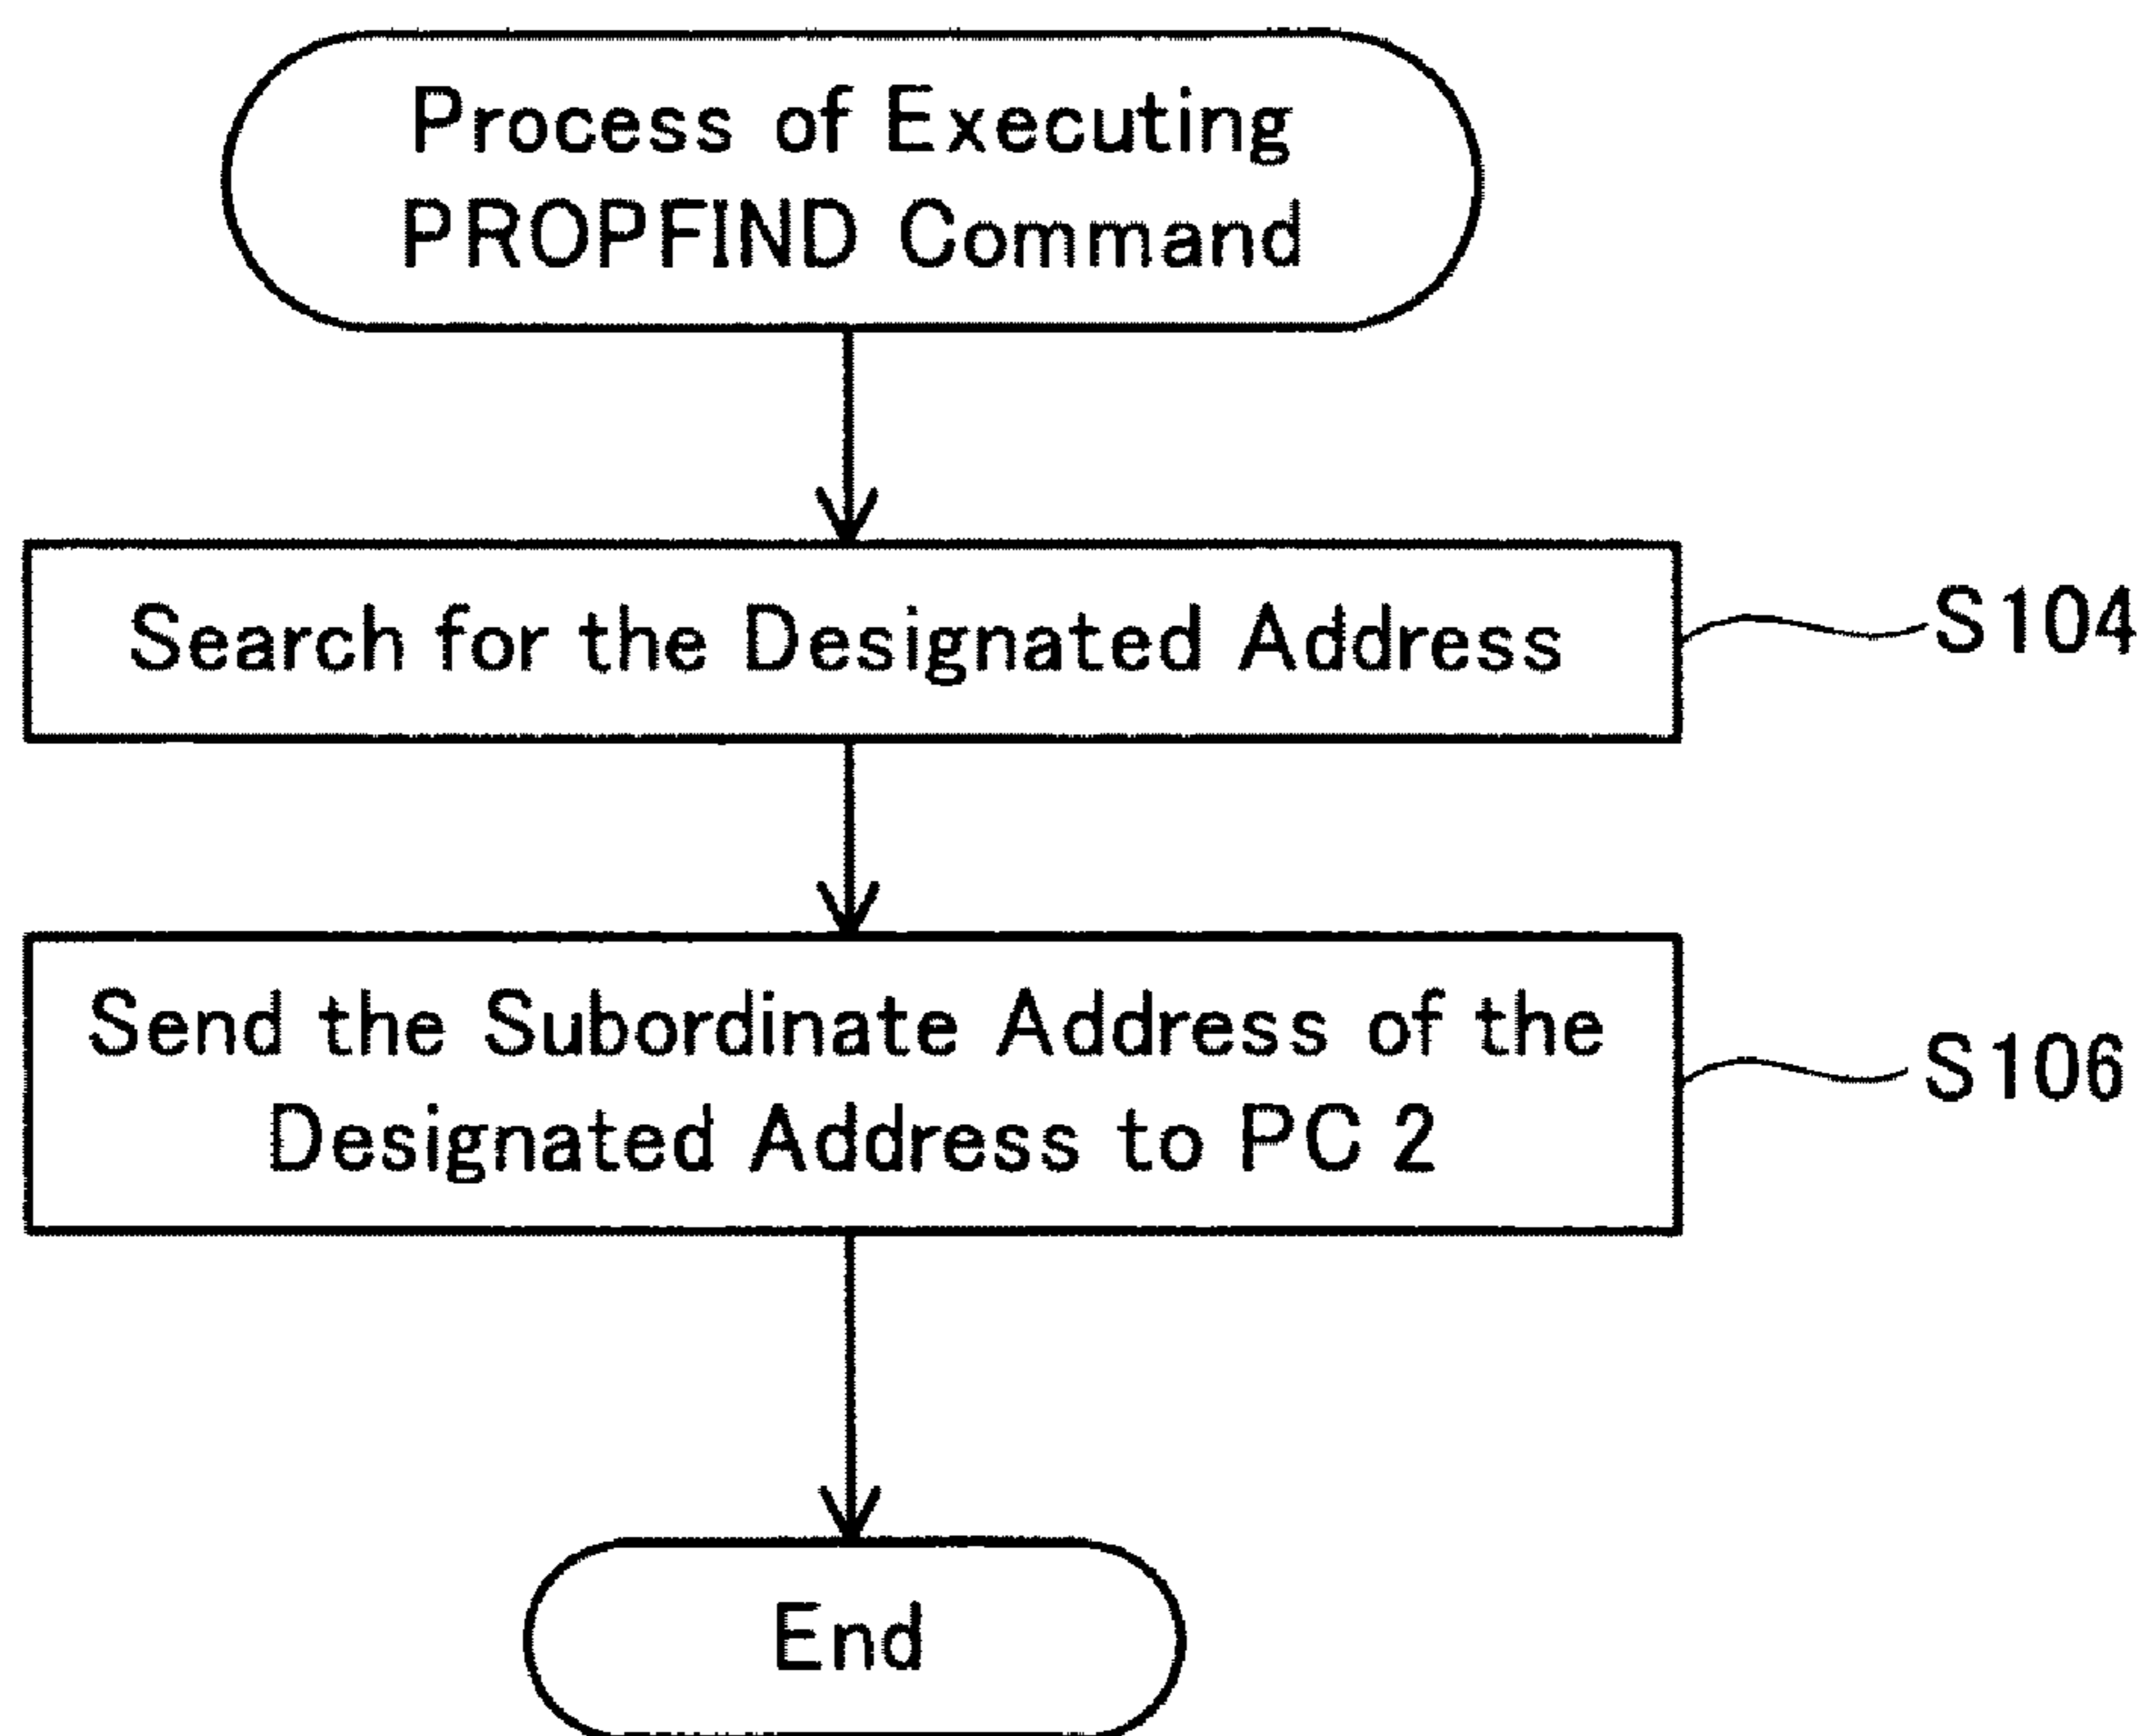 Process of Executing
PROPFIND Command
Search for the Designated Address
S104
Send the Subordinate Address of the
Designated Address to PC 2
S106
End